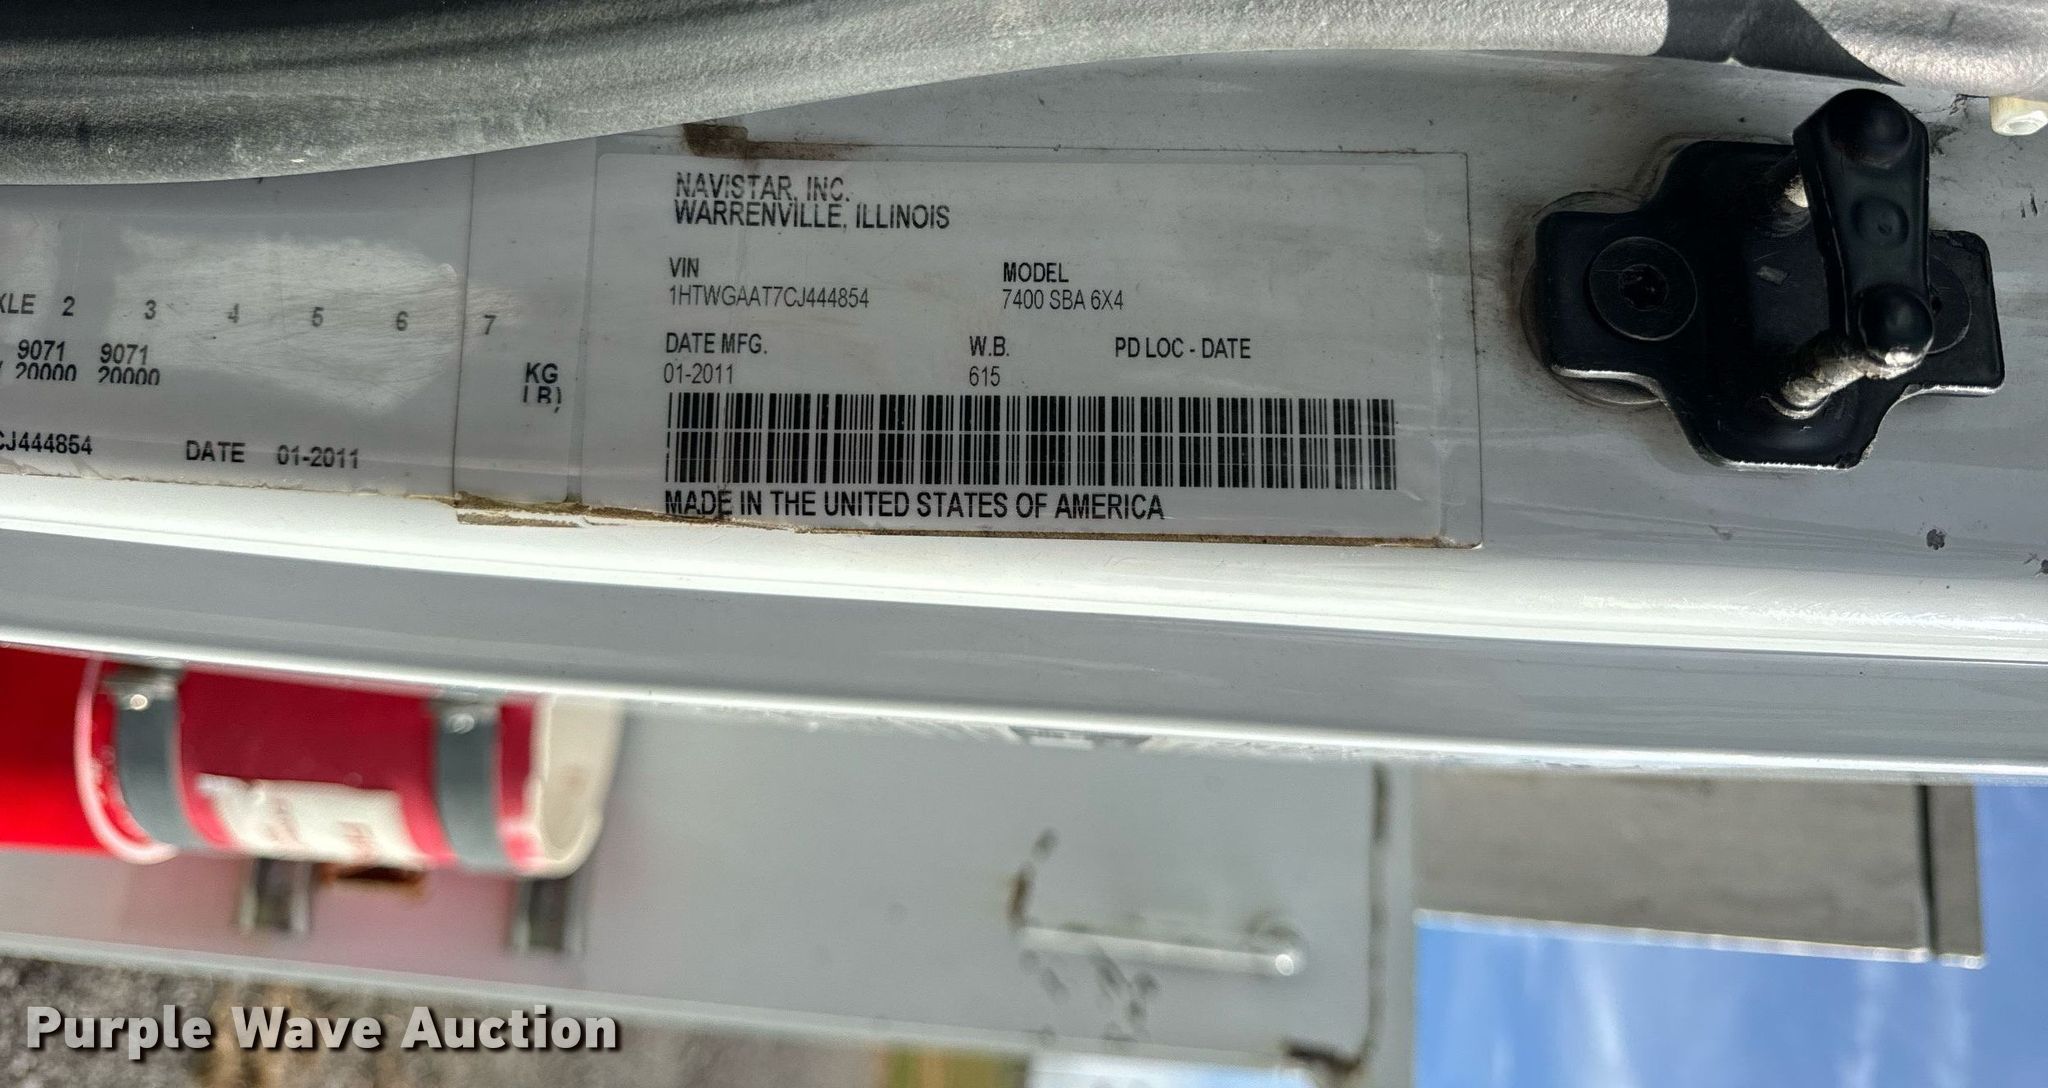 NAVISTAR, INC.
WARRENVILLE, ILLINOIS
VIN MODEL
1HTWGAAT7CJ444854 7400 SBA 6X4
DATE MFG. W.B. PD LOC - DATE
01-2011 615
MADE IN THE UNITED STATES OF AMERICA
XLE 2 3 4 5 6 7
9071 9071 KG
20000 20000 LB)
CJ444854 DATE 01-2011
Purple Wave Auction